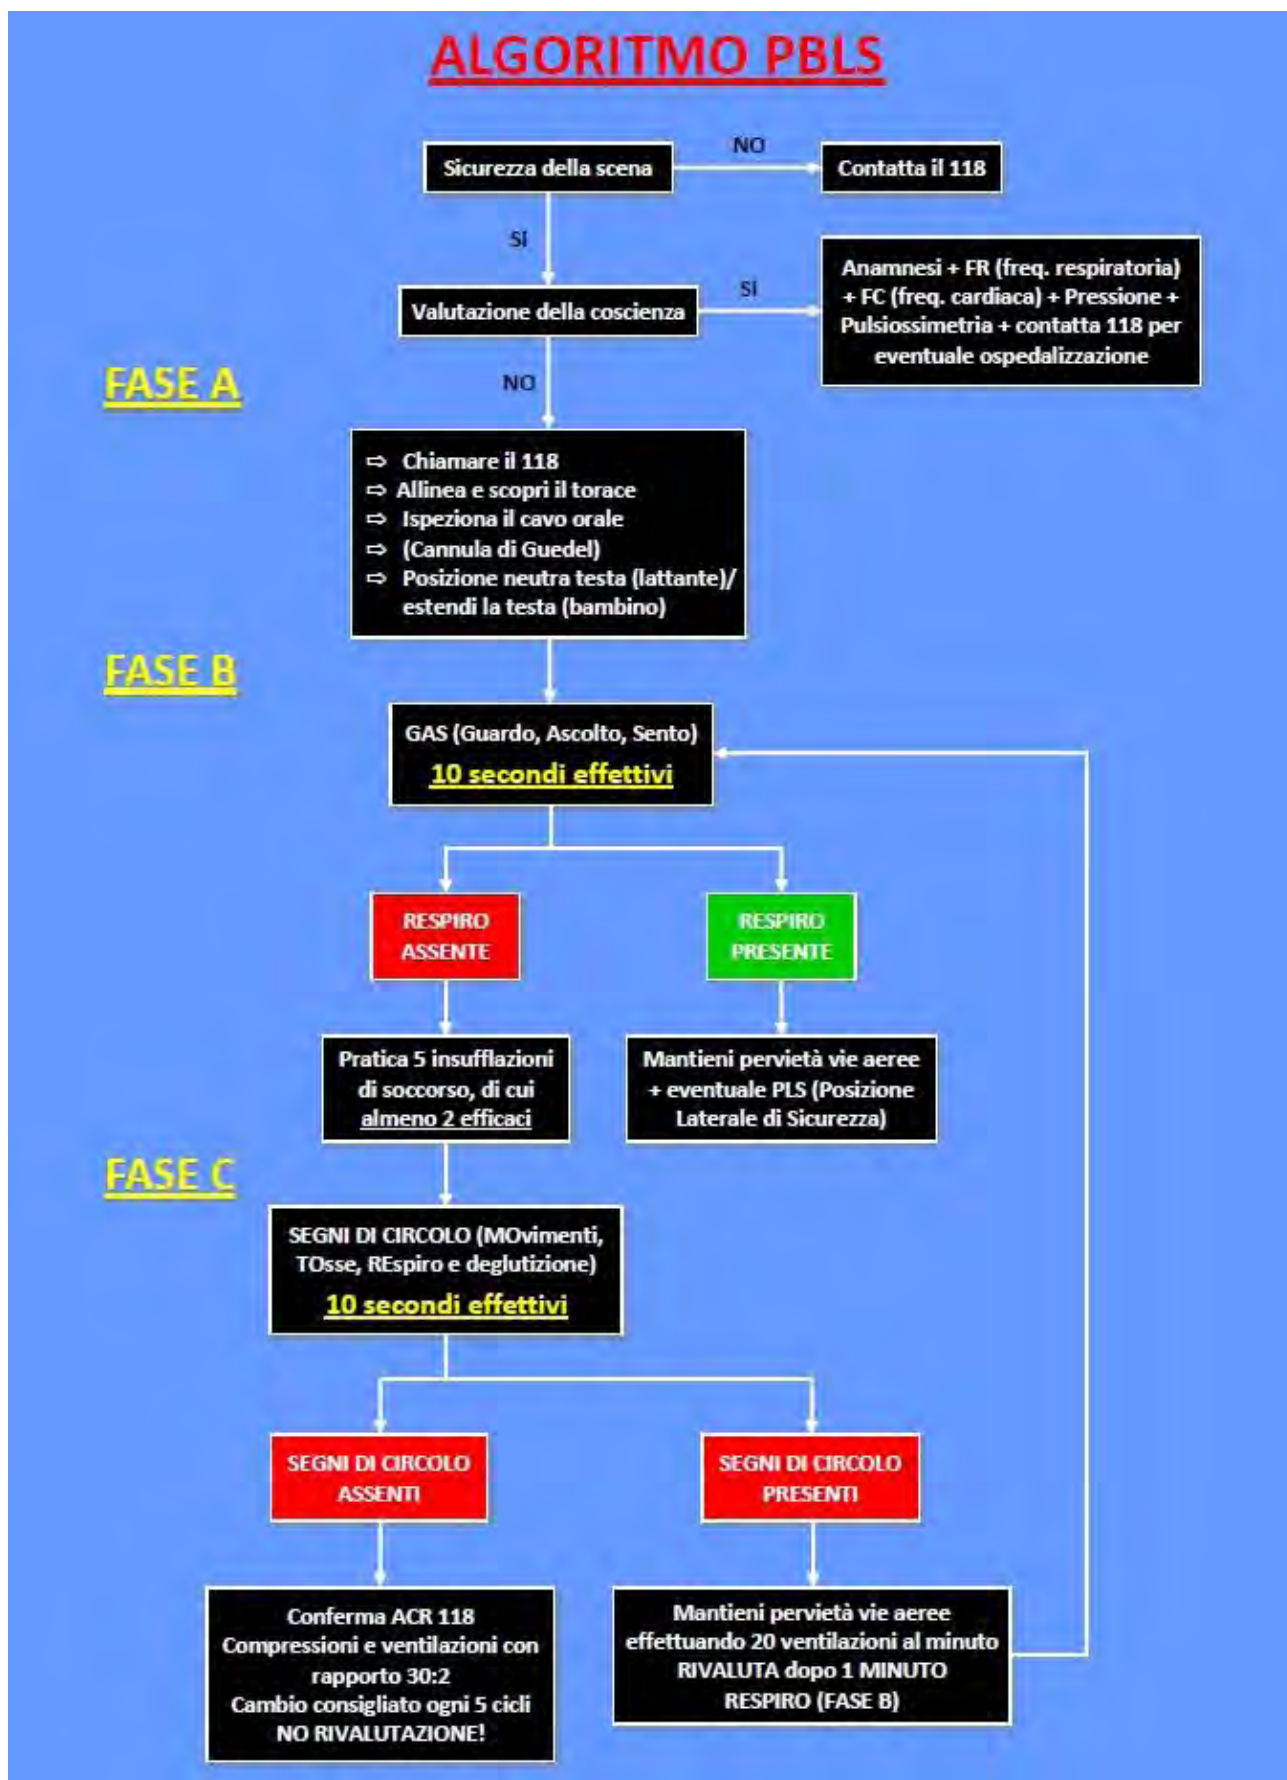 ALGORITMO PBLS
Sicurezza della scena
NO
Contatta il 118
SI
Valutazione della coscienza
SI
Anamnesi + FR (freq. respiratoria)
+ FC (freq. cardiaca) + Pressione +
Pulsiossimetria + contatta 118 per
eventuale ospedalizzazione
FASE A
NO
⇨ Chiamare il 118
⇨ Allinea e scopri il torace
⇨ Ispeziona il cavo orale
⇨ (Cannula di Guedel)
⇨ Posizione neutra testa (lattante)/
estendi la testa (bambino)
FASE B
GAS (Guardo, Ascolto, Sento)
10 secondi effettivi
RESPIRO
ASSENTE
RESPIRO
PRESENTE
Pratica 5 insufflazioni
di soccorso, di cui
almeno 2 efficaci
Mantieni pervietà vie aeree
+ eventuale PLS (Posizione
Laterale di Sicurezza)
FASE C
SEGNI DI CIRCOLO (MOvimenti,
TOsse, REspiro e deglutizione)
10 secondi effettivi
SEGNI DI CIRCOLO
ASSENTI
SEGNI DI CIRCOLO
PRESENTI
Conferma ACR 118
Compressioni e ventilazioni con
rapporto 30:2
Cambio consigliato ogni 5 cicli
NO RIVALUTAZIONE!
Mantieni pervietà vie aeree
effettuando 20 ventilazioni al minuto
RIVALUTA dopo 1 MINUTO
RESPIRO (FASE B)